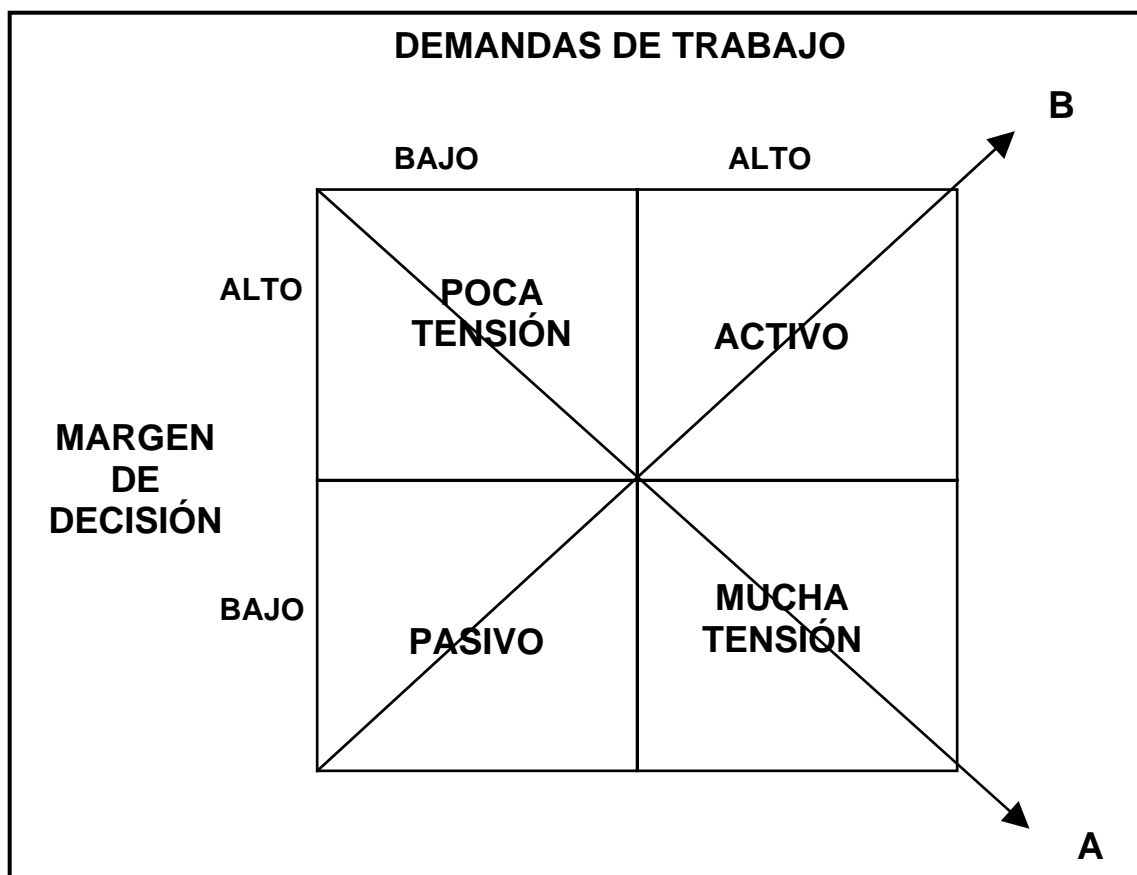 DEMANDAS DE TRABAJO
B
BAJO
ALTO
ALTO
POCA
TENSIÓN
ACTIVO
MARGEN
DE
DECISIÓN
BAJO
PASIVO
MUCHA
TENSIÓN
A